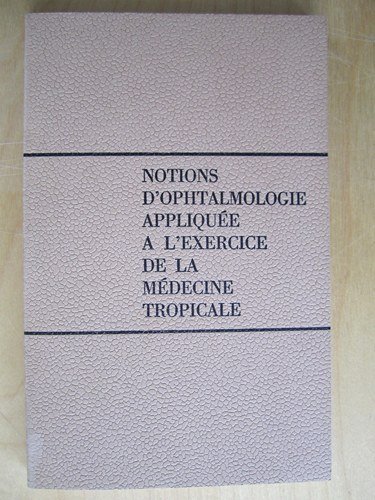 NOTIONS
D'OPHTALMOLOGIE
APPLIQUÉE
A L'EXERCICE
DE LA
MÉDECINE
TROPICALE